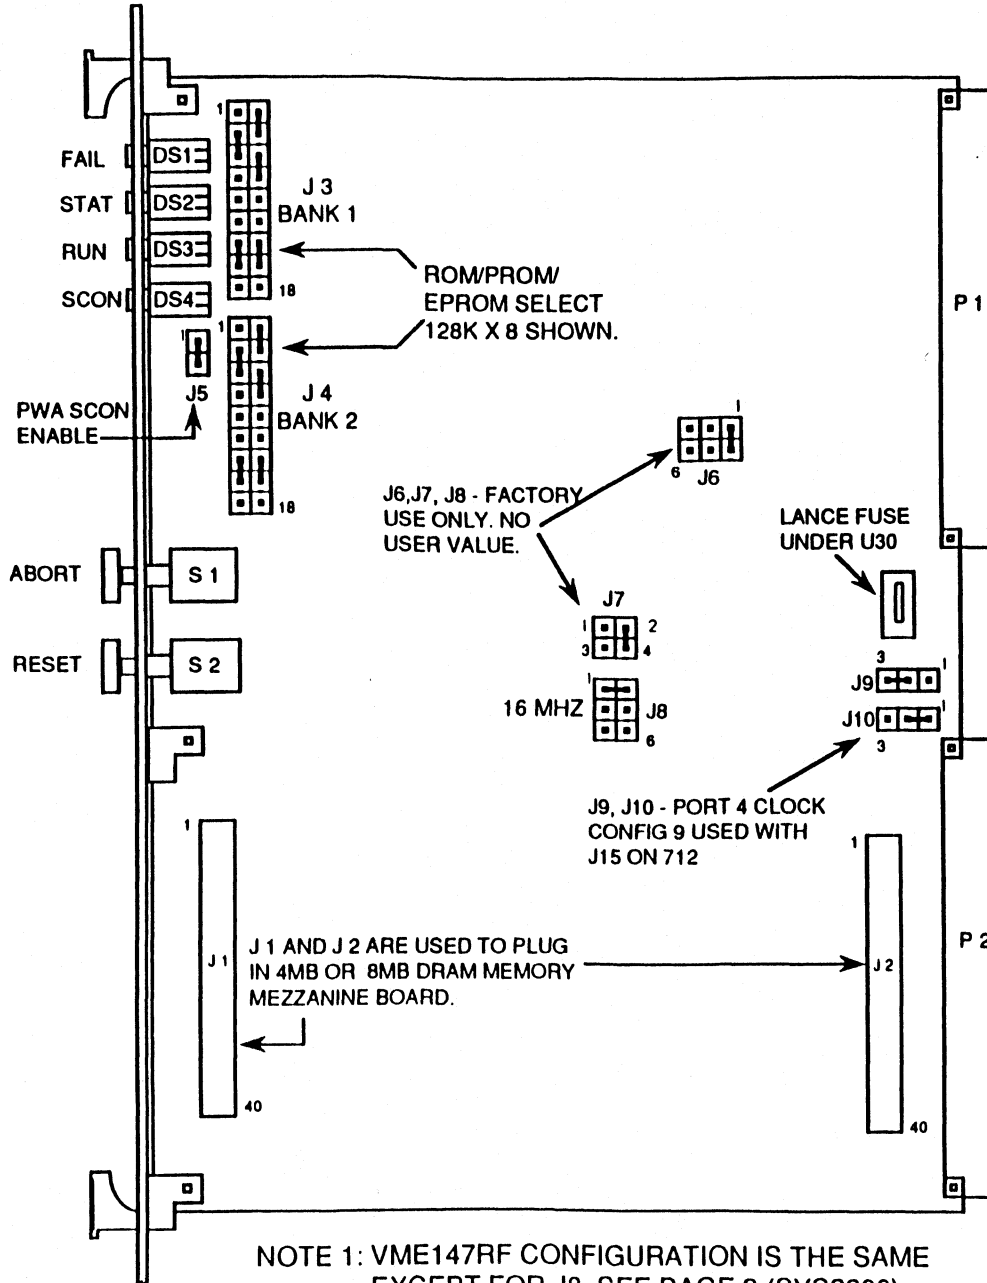 1
FAIL DS1
J 3
STAT DS2
BANK 1
RUN DS3
18
SCON DS4
ROM/PROM/
EPROM SELECT
128K X 8 SHOWN.
P 1
1
1
J5
J 4
BANK 2
PWA SCON
ENABLE
18
1
6 J6
J6,J7, J8 - FACTORY
USE ONLY. NO
USER VALUE.
LANCE FUSE
UNDER U30
ABORT S 1
J7
1 2
3 4
RESET S 2
1
16 MHZ J8
6
3 1
J9
J10 1
3
J9, J10 - PORT 4 CLOCK
CONFIG 9 USED WITH
J15 ON 712
1
1
J 1
J 1 AND J 2 ARE USED TO PLUG
IN 4MB OR 8MB DRAM MEMORY
MEZZANINE BOARD.
J 2
P 2
40
40
NOTE 1: VME147RF CONFIGURATION IS THE SAME